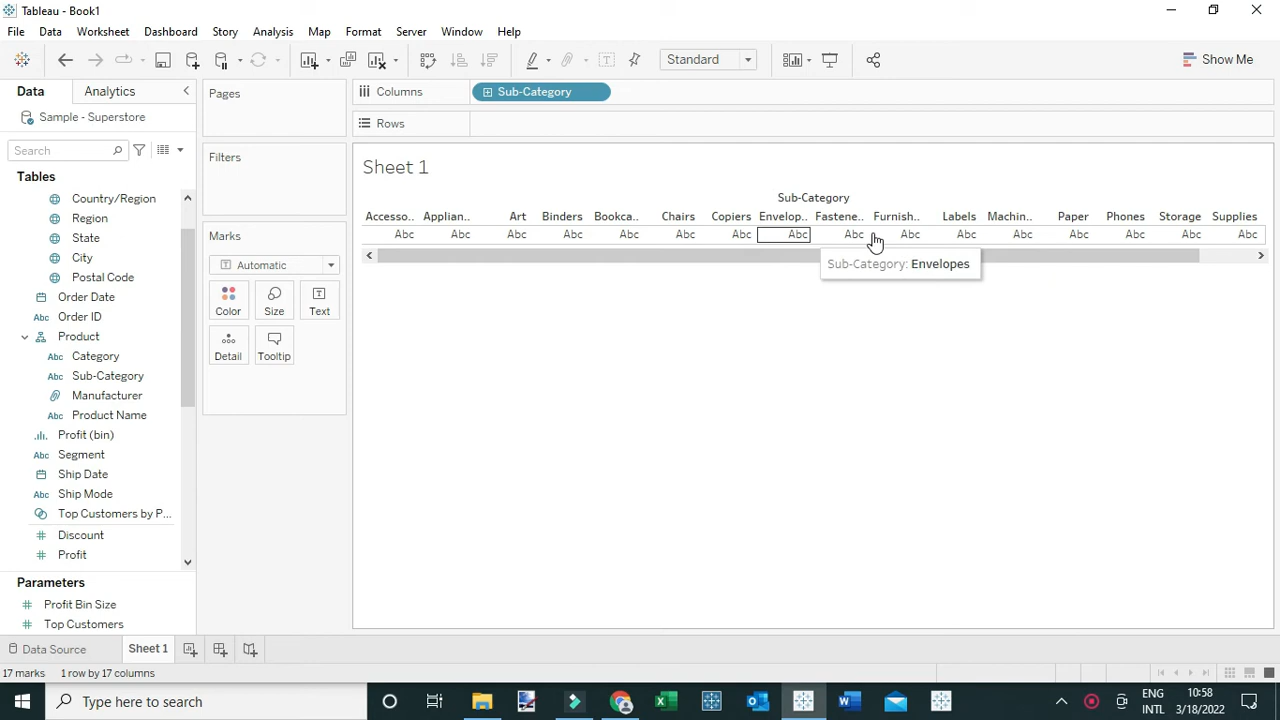 Tableau - Book1
File Data Worksheet Dashboard Story Analysis Map Format Server Window Help
Standard
Show Me
Data Analytics
Pages
Columns
Sub-Category
Rows
Sample - Superstore
Search
Filters
Sheet 1
Tables
Sub-Category
Country/Region
Region
State
City
Postal Code
Order Date
Order ID
Product
Abc Category
Abc Sub-Category
Manufacturer
Abc Product Name
Profit (bin)
Abc Segment
Ship Date
Abc Ship Mode
Top Customers by P...
# Discount
# Profit
Marks
Automatic
Color Size Text
Detail Tooltip
Accesso.. Applian.. Art Binders Bookca.. Chairs Copiers Envelop.. Fastene.. Furnish.. Labels Machin.. Paper Phones Storage Supplies
Abc Abc Abc Abc Abc Abc Abc Abc Abc Abc Abc Abc Abc Abc Abc Abc
Sub-Category: Envelopes
Parameters
# Profit Bin Size
# Top Customers
Data Source Sheet 1
17 marks 1 row by 17 columns
Type here to search
ENG
INTL
10:58
3/18/2022